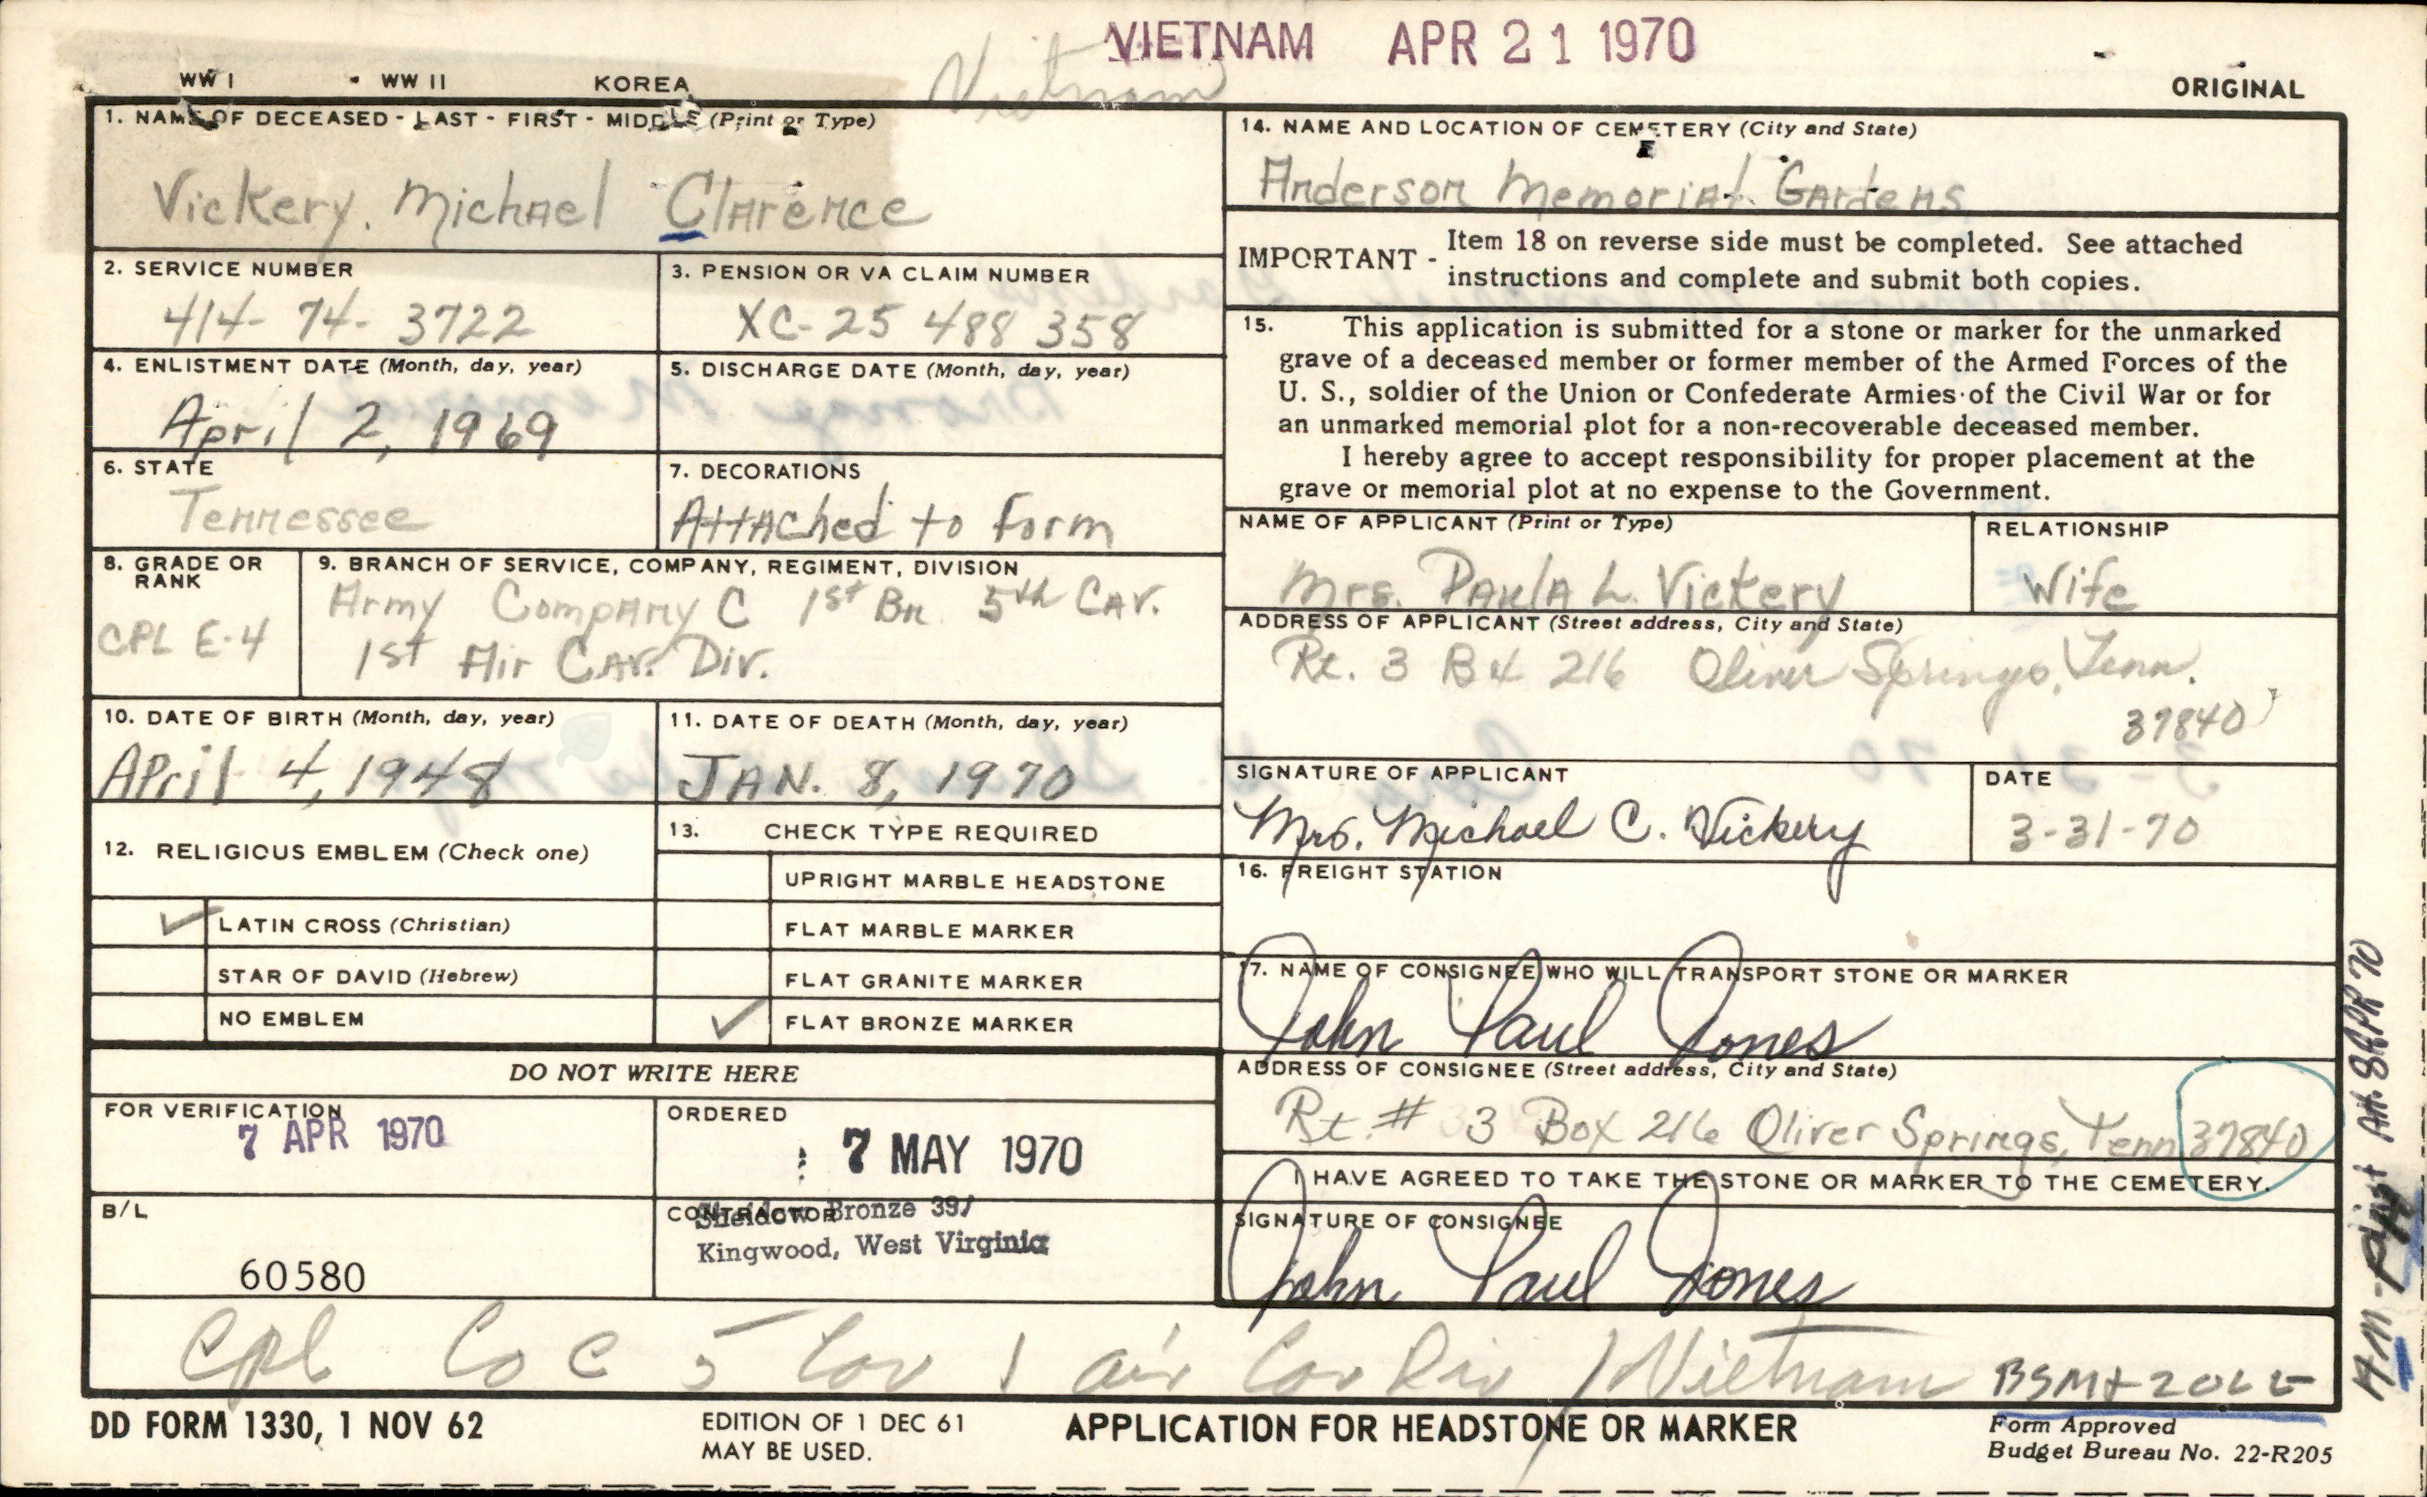 VIETNAM APR 21 1970
Vietnam
WW I WW II KOREA
ORIGINAL
1. NAME OF DECEASED - LAST - FIRST - MIDDLE (Print or Type)
Vickery. Michael Clarence
2. SERVICE NUMBER
414-74-3722
3. PENSION OR VA CLAIM NUMBER
XC-25 488 358
4. ENLISTMENT DATE (Month, day, year)
April 2, 1969
5. DISCHARGE DATE (Month, day, year)
6. STATE
Tennessee
7. DECORATIONS
Attached to form
8. GRADE OR RANK
CPL E-4
9. BRANCH OF SERVICE, COMPANY, REGIMENT, DIVISION
Army Company C 1st Bn 5th Cav.
1st Air Cav. Div.
10. DATE OF BIRTH (Month, day, year)
April 4, 1948
11. DATE OF DEATH (Month, day, year)
JAN. 8, 1970
12. RELIGIOUS EMBLEM (Check one)
✓ LATIN CROSS (Christian)
STAR OF DAVID (Hebrew)
NO EMBLEM
13. CHECK TYPE REQUIRED
UPRIGHT MARBLE HEADSTONE
FLAT MARBLE MARKER
FLAT GRANITE MARKER
✓ FLAT BRONZE MARKER
DO NOT WRITE HERE
FOR VERIFICATION
7 APR 1970
ORDERED
7 MAY 1970
B/L
60580
CONTRACTOR
Sheidow Bronze 39/
Kingwood, West Virginia
14. NAME AND LOCATION OF CEMETERY (City and State)
Anderson Memorial Gardens
IMPORTANT - Item 18 on reverse side must be completed. See attached
instructions and complete and submit both copies.
15. This application is submitted for a stone or marker for the unmarked
grave of a deceased member or former member of the Armed Forces of the
U. S., soldier of the Union or Confederate Armies of the Civil War or for
an unmarked memorial plot for a non-recoverable deceased member.
I hereby agree to accept responsibility for proper placement at the
grave or memorial plot at no expense to the Government.
NAME OF APPLICANT (Print or Type)
Mrs. Paula L. Vickery
RELATIONSHIP
Wife
ADDRESS OF APPLICANT (Street address, City and State)
Rt. 3 Bx 216 Oliver Springs, Tenn.
37840
SIGNATURE OF APPLICANT
Mrs. Michael C. Vickery
DATE
3-31-70
16. FREIGHT STATION
17. NAME OF CONSIGNEE WHO WILL TRANSPORT STONE OR MARKER
John Paul Jones
ADDRESS OF CONSIGNEE (Street address, City and State)
Rt. # 3 Box 216 Oliver Springs, Tenn 37840
I HAVE AGREED TO TAKE THE STONE OR MARKER TO THE CEMETERY.
SIGNATURE OF CONSIGNEE
John Paul Jones
Cpl Co C 5 Cav 1 Air Cav Div Vietnam BSM &
DD FORM 1330, 1 NOV 62
EDITION OF 1 DEC 61
MAY BE USED.
APPLICATION FOR HEADSTONE OR MARKER
Form Approved
Budget Bureau No. 22-R205